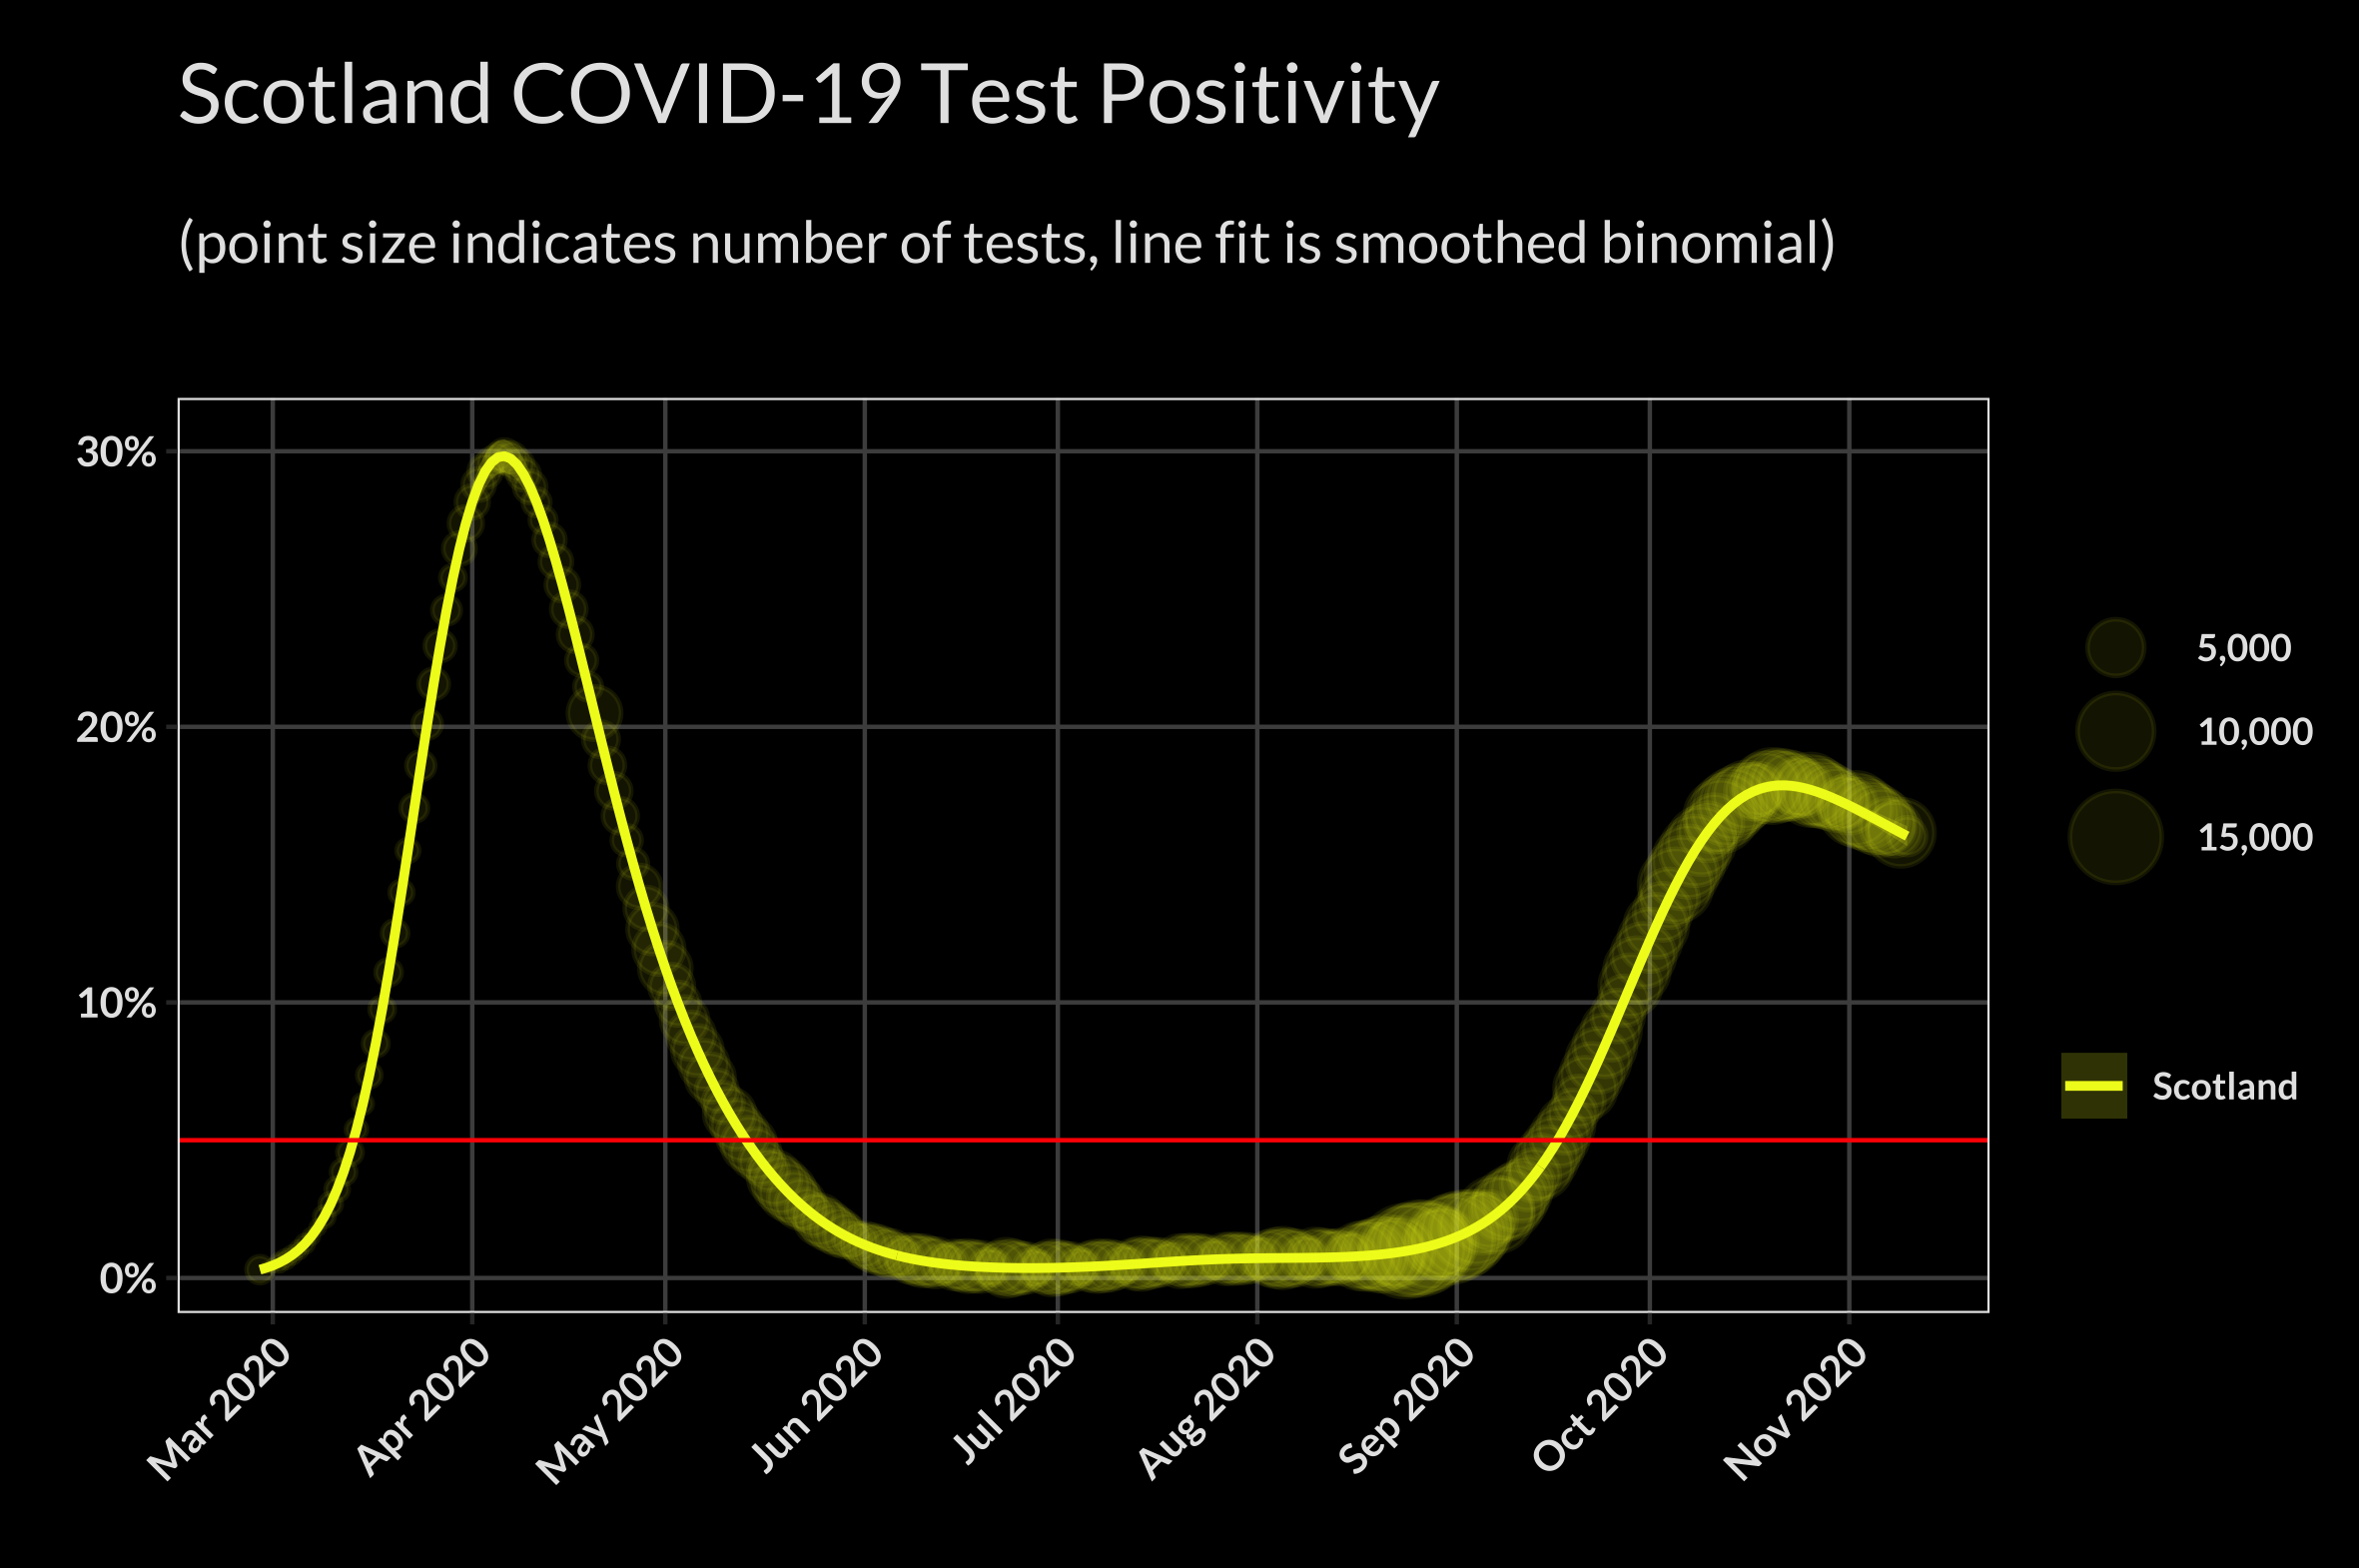 Scotland COVID-19 Test Positivity
(point size indicates number of tests, line fit is smoothed binomial)
30%
20%
10%
0%
Mar 2020
Apr 2020
May 2020
Jun 2020
Jul 2020
Aug 2020
Sep 2020
Oct 2020
Nov 2020
5,000
10,000
15,000
Scotland